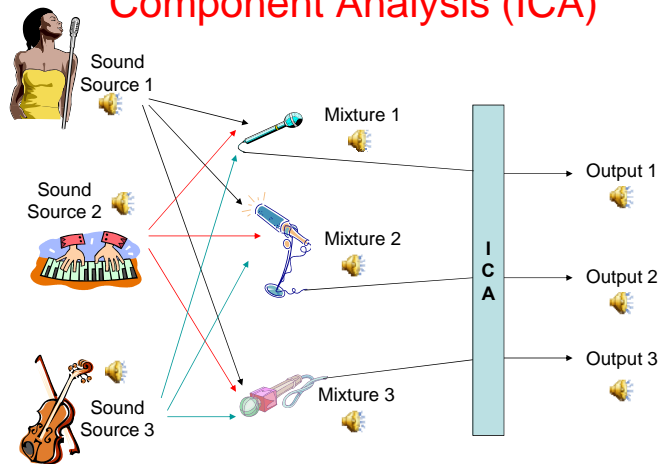 Component Analysis (ICA)
Sound
Source 1
Mixture 1
Output 1
Sound
Source 2
Mixture 2
I
C
A
Output 2
Output 3
Mixture 3
Sound
Source 3